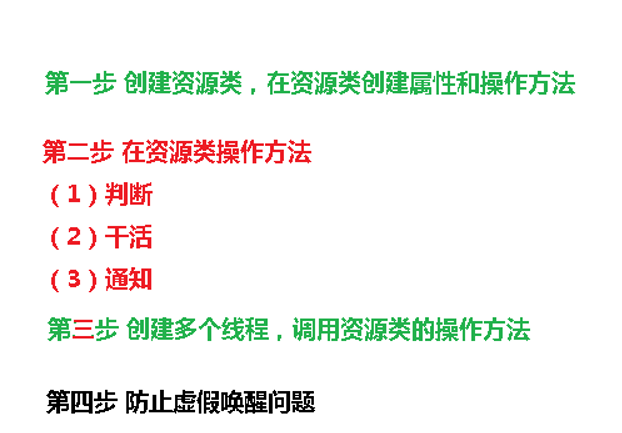 第一步 创建资源类，在资源类创建属性和操作方法
第二步 在资源类操作方法
（1）判断
（2）干活
（3）通知
第三步 创建多个线程，调用资源类的操作方法
第四步 防止虚假唤醒问题